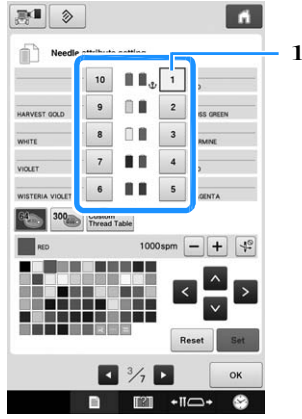 Needle attribute setting
1
10 1
HARVEST GOLD 9 2 SS GREEN
WHITE 8 3 RMINE
VIOLET 7 4
WISTERIA VIOLET 6 5 GENTA
300
Custom
Thread Table
RED 1000spm − +
Reset Set
3/7 OK